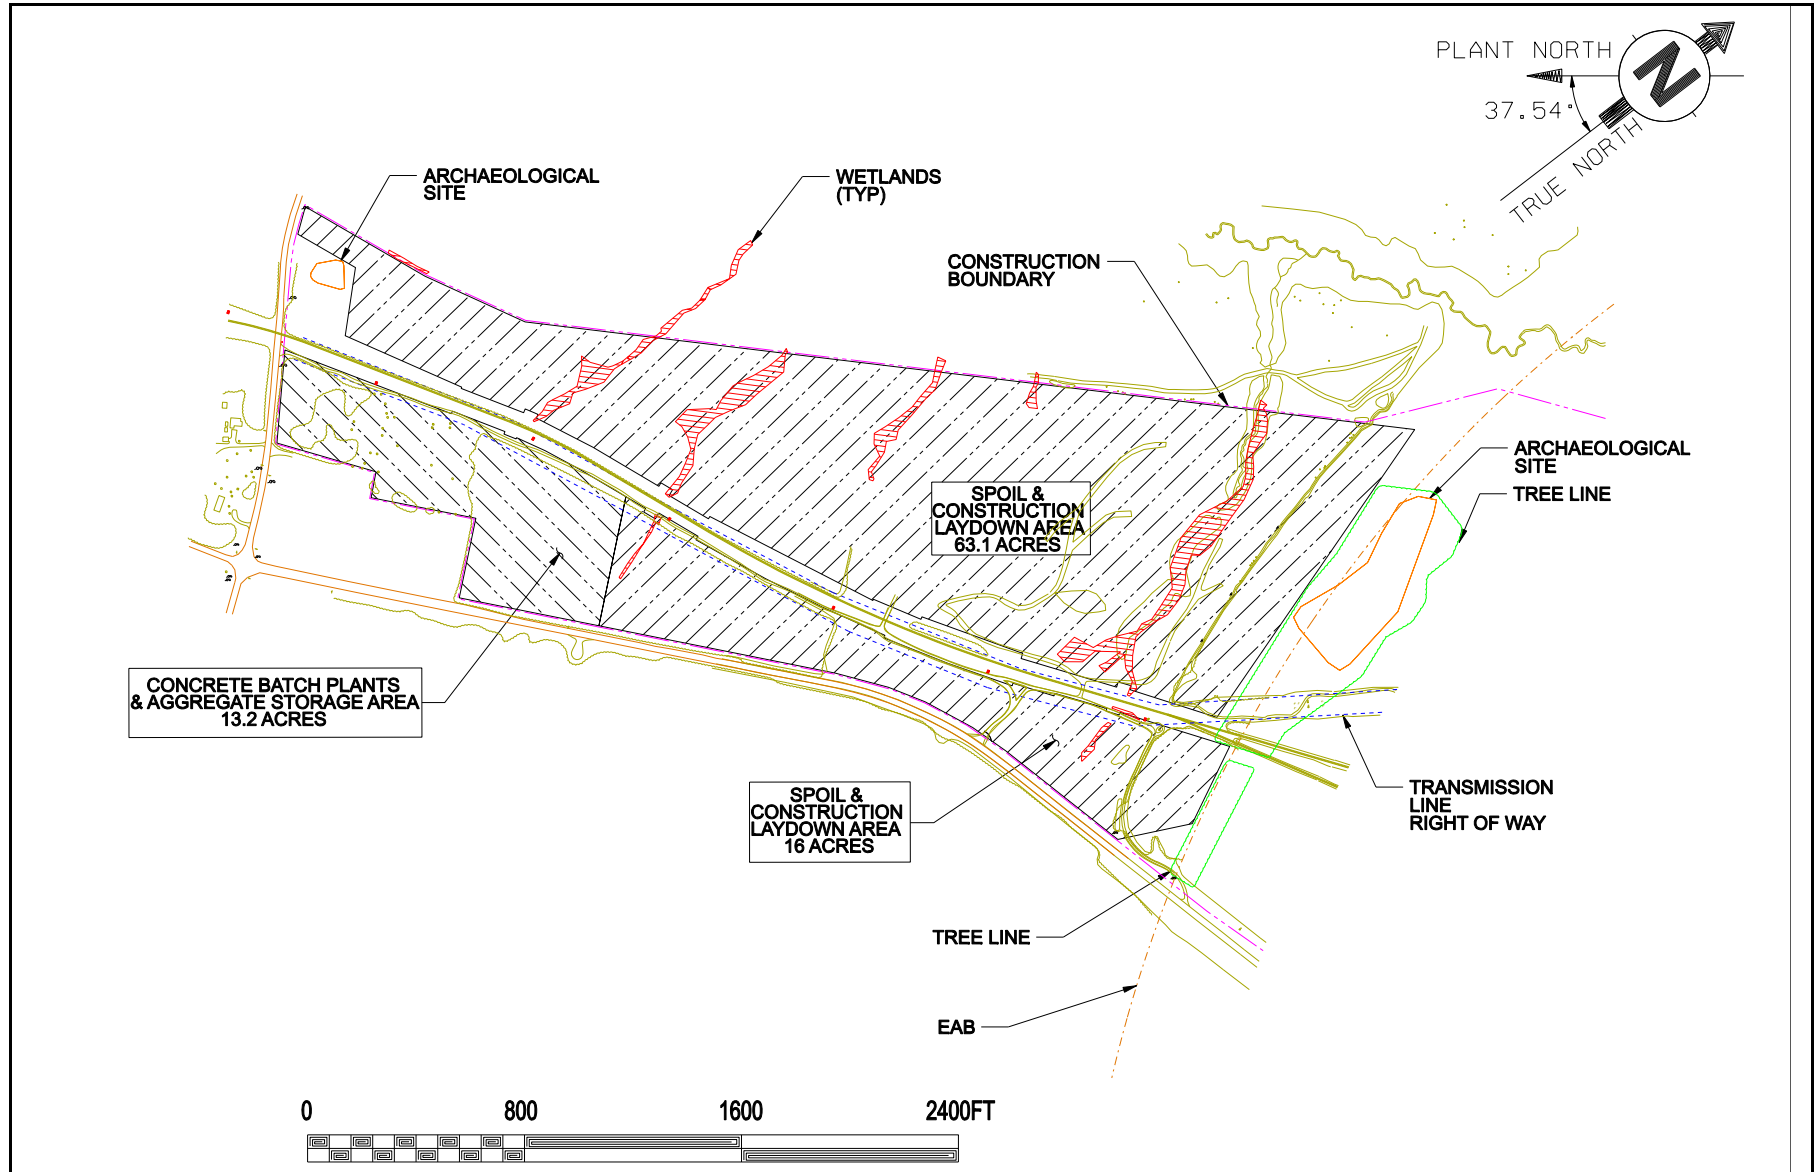 PLANT NORTH
N
37.54°
TRUE NORTH
ARCHAEOLOGICAL
SITE
WETLANDS
(TYP)
CONSTRUCTION
BOUNDARY
ARCHAEOLOGICAL
SITE
TREE LINE
SPOIL &
CONSTRUCTION
LAYDOWN AREA
63.1 ACRES
CONCRETE BATCH PLANTS
& AGGREGATE STORAGE AREA
13.2 ACRES
SPOIL &
CONSTRUCTION
LAYDOWN AREA
16 ACRES
TRANSMISSION
LINE
RIGHT OF WAY
TREE LINE
EAB
0 800 1600 2400FT